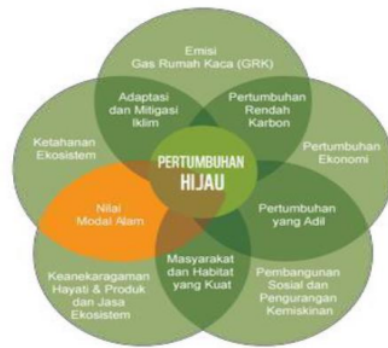 Emisi
Gas Rumah Kaca (GRK)
Adaptasi
dan Mitigasi
Iklim
Pertumbuhan
Rendah
Karbon
Ketahanan
Ekosistem
PERTUMBUHAN
HIJAU
Pertumbuhan
Ekonomi
Nilai
Modal Alam
Pertumbuhan
yang Adil
Masyarakat
dan Habitat
yang Kuat
Keanekaragaman
Hayati & Produk
dan Jasa
Ekosistem
Pembangunan
Sosial dan
Pengurangan
Kemiskinan